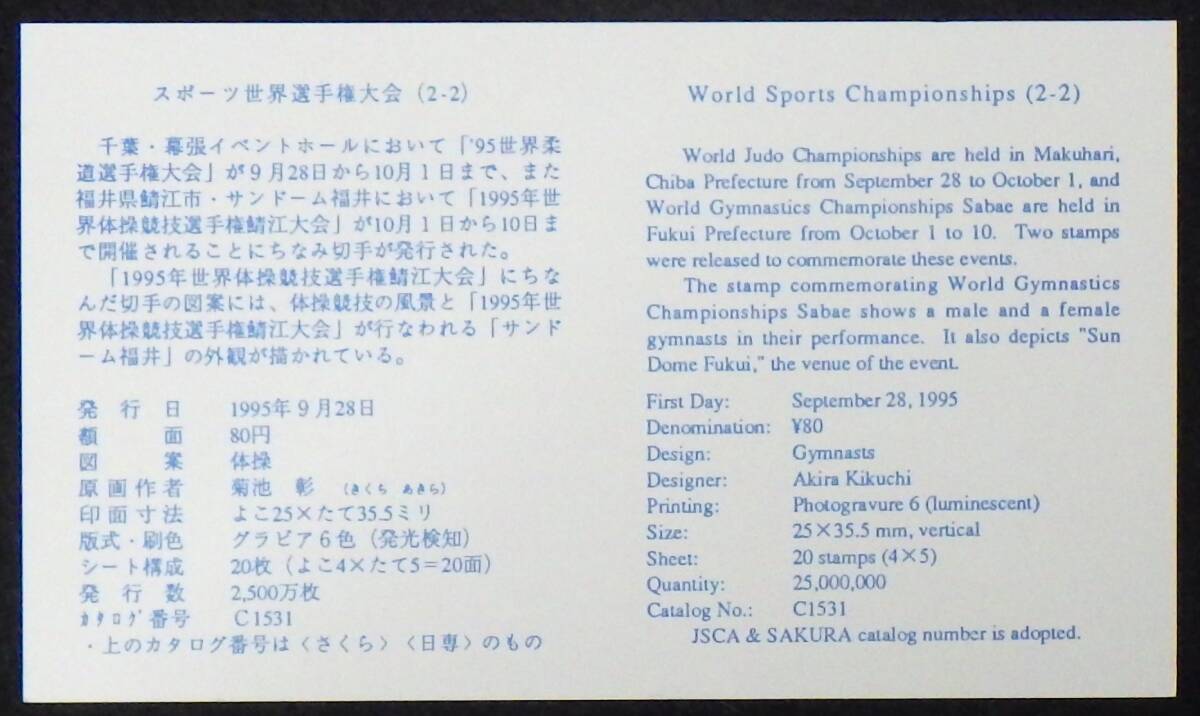 スポーツ世界選手権大会（2-2）
千葉・幕張イベントホールにおいて「'95世界柔
道選手権大会」が９月28日から10月１日まで、また
福井県鯖江市・サンドーム福井において「1995年世
界体操競技選手権鯖江大会」が10月１日から10日ま
で開催されることにちなみ切手が発行された。
「1995年世界体操競技選手権鯖江大会」にちな
んだ切手の図案には、体操競技の風景と「1995年世
界体操競技選手権鯖江大会」が行なわれる「サンド
ーム福井」の外観が描かれている。
発行日 1995年９月28日
額面 80円
図案 体操
原画作者 菊池　彰　（きくち　あきら）
印面寸法 よこ25×たて35.5ミリ
版式・刷色 グラビア６色（発光検知）
シート構成 20枚（よこ4×たて5＝20面）
発行数 2,500万枚
ｶﾀﾛｸﾞ番号 C1531
・上のカタログ番号は〈さくら〉〈日専〉のもの
World Sports Championships (2-2)
World Judo Championships are held in Makuhari,
Chiba Prefecture from September 28 to October 1, and
World Gymnastics Championships Sabae are held in
Fukui Prefecture from October 1 to 10. Two stamps
were released to commemorate these events.
The stamp commemorating World Gymnastics
Championships Sabae shows a male and a female
gymnasts in their performance. It also depicts "Sun
Dome Fukui," the venue of the event.
First Day: September 28, 1995
Denomination: ¥80
Design: Gymnasts
Designer: Akira Kikuchi
Printing: Photogravure 6 (luminescent)
Size: 25×35.5 mm, vertical
Sheet: 20 stamps (4×5)
Quantity: 25,000,000
Catalog No.: C1531
JSCA & SAKURA catalog number is adopted.